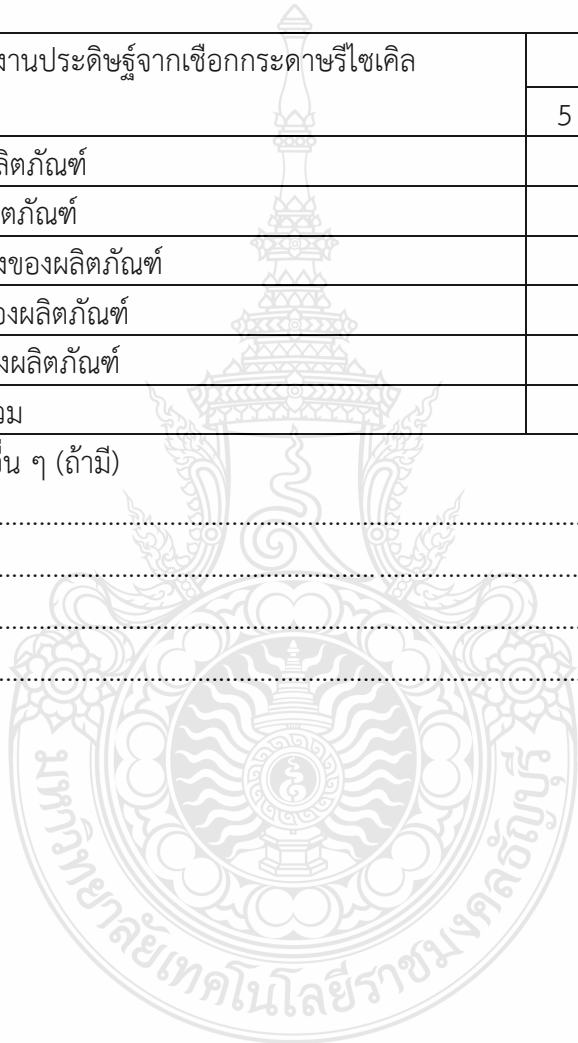 งานประดิษฐ์จากเชือกกระดาษรีไซเคิล
5
ลิตภัณฑ์
ตภัณฑ์
งของผลิตภัณฑ์
องผลิตภัณฑ์
งผลิตภัณฑ์
วม
ื่น ๆ (ถ้ามี)
................................................................................
................................................................................
................................................................................
................................................................................
มหาวิทยาลัยเทคโนโลยีราชมงคลธัญบุรี